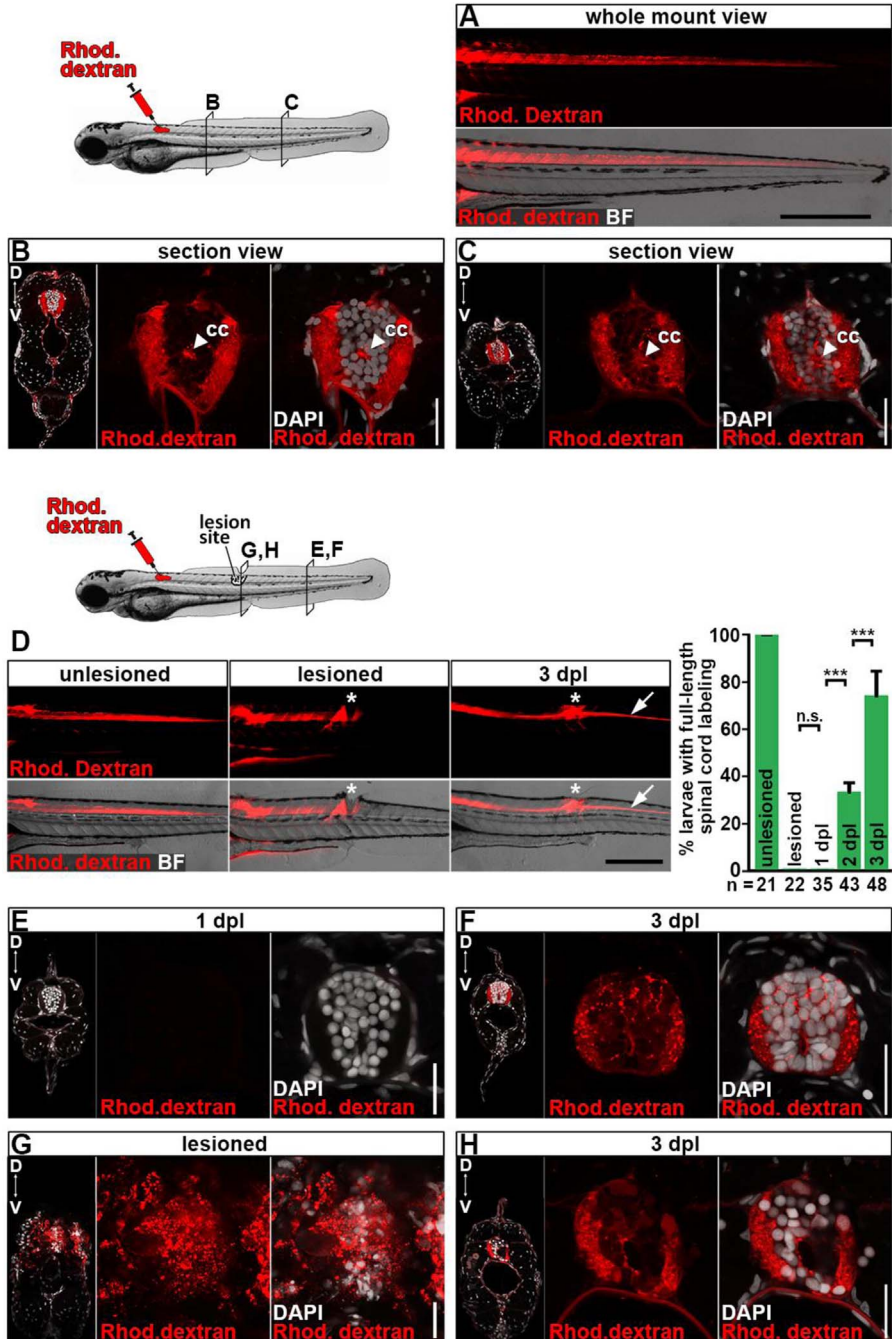 A
whole mount view
Rhod.
dextran
B
C
Rhod. Dextran
Rhod. dextran BF
B
section view
D
V
cc
cc
Rhod.dextran
DAPI
Rhod.dextran
C
section view
D
V
cc
cc
Rhod.dextran
DAPI
Rhod.dextran
Rhod.
dextran
lesion
site
G,H
E,F
D
unlesioned
lesioned
3 dpl
*
*
Rhod. Dextran
*
*
Rhod. dextran BF
% larvae with full-length
spinal cord labeling
100
80
60
40
20
0
n.s.
***
***
unlesioned
lesioned
1 dpl
2 dpl
3 dpl
n = 21 22 35 43 48
E
1 dpl
D
V
Rhod.dextran
DAPI
Rhod.dextran
F
3 dpl
D
V
Rhod.dextran
DAPI
Rhod.dextran
G
lesioned
D
V
Rhod.dextran
DAPI
Rhod.dextran
H
3 dpl
D
V
Rhod.dextran
DAPI
Rhod.dextran